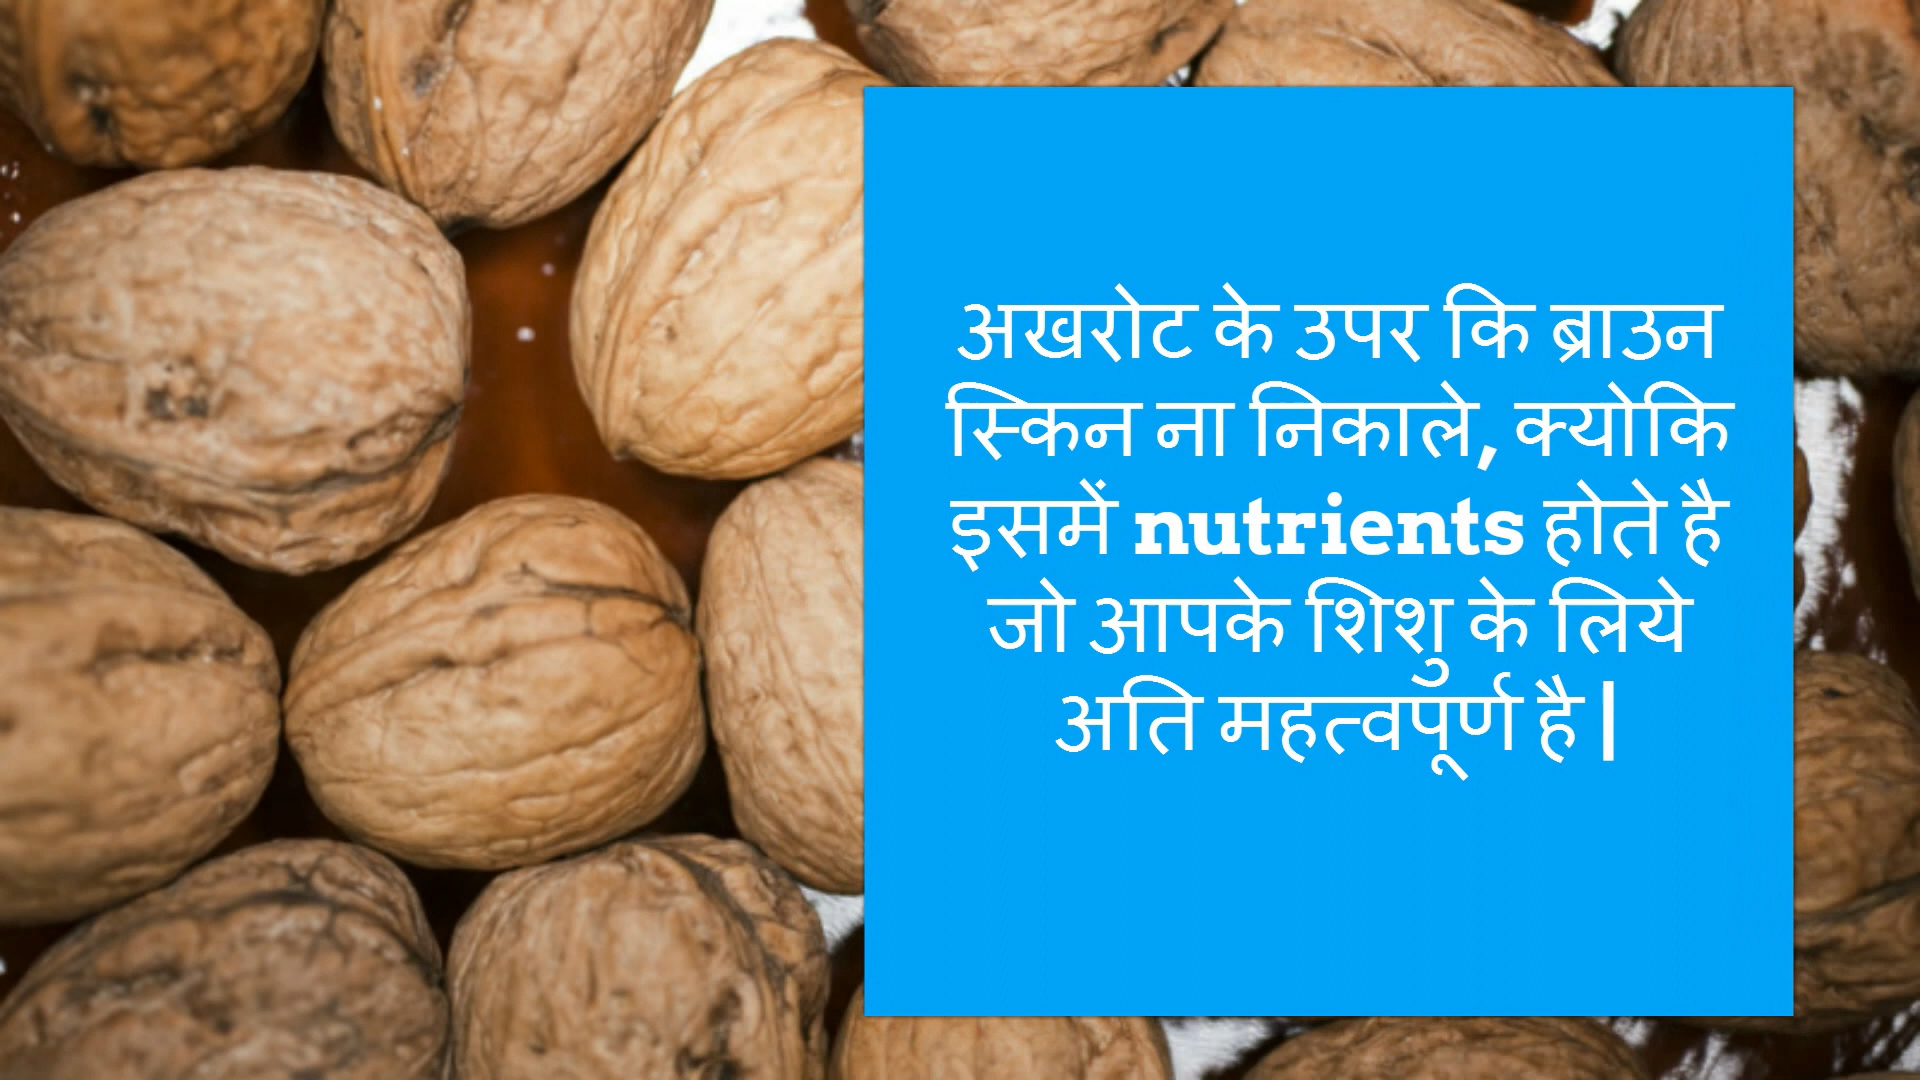 अखरोट के उपर कि ब्राउन
स्किन ना निकाले, क्योकि
इसमें nutrients होते है
जो आपके शिशु के लिये
अति महत्वपूर्ण है |